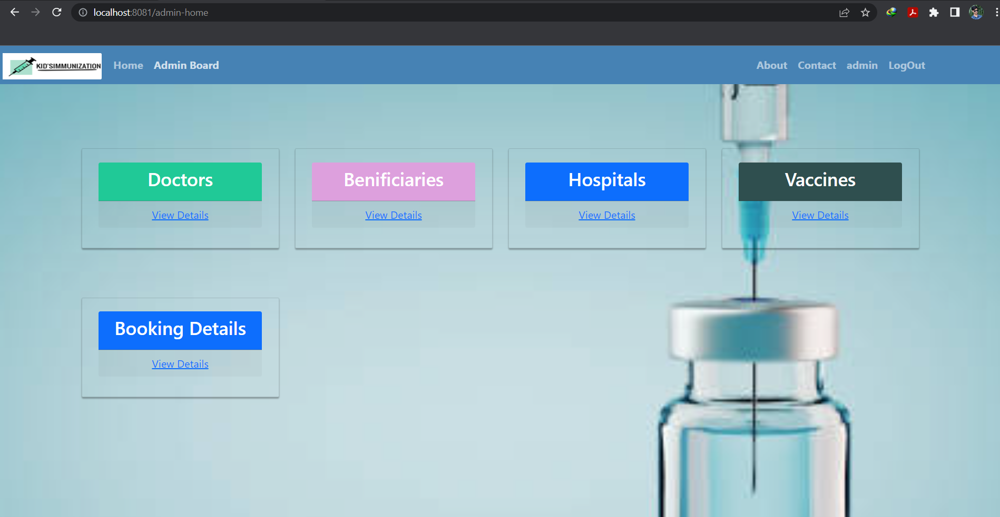 localhost:8081/admin-home
KID'SIMMUNIZATION Home Admin Board About Contact admin LogOut
Doctors Benificiaries Hospitals Vaccines
View Details View Details View Details View Details
Booking Details
View Details